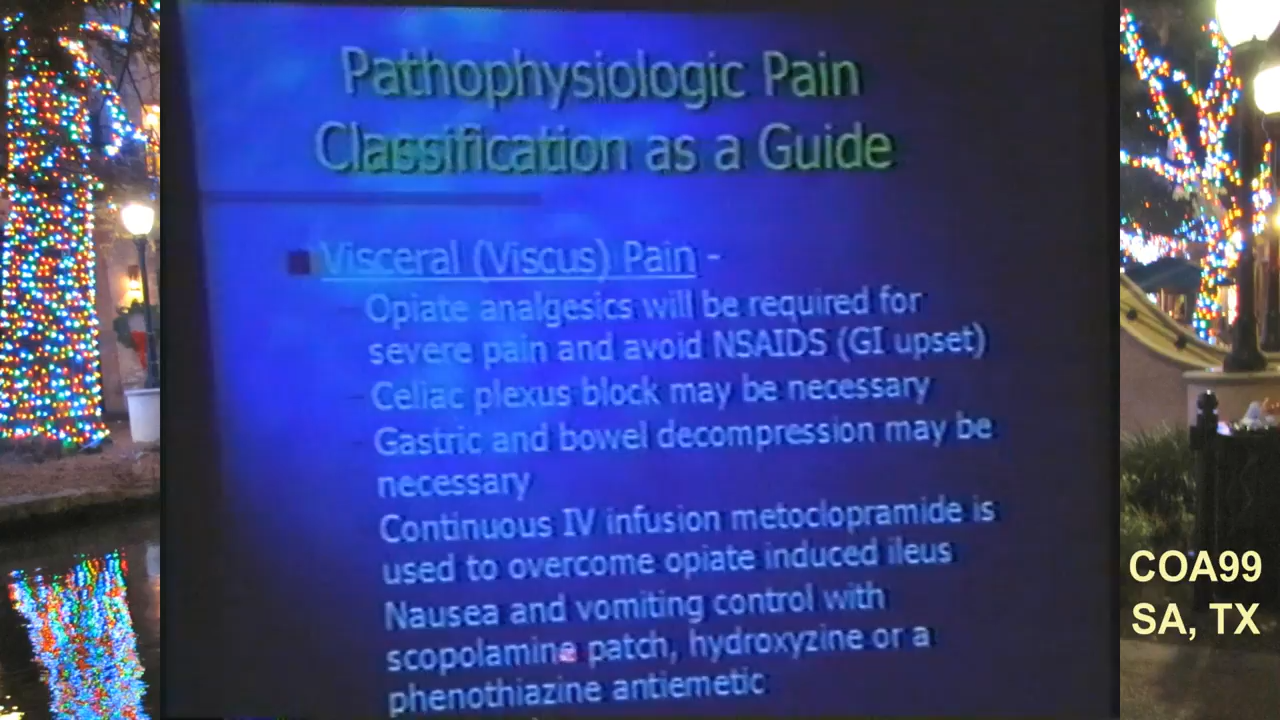 Pathophysiologic Pain
Classification as a Guide
Visceral (Viscus) Pain -
Opiate analgesics will be required for
severe pain and avoid NSAIDS (GI upset)
Celiac plexus block may be necessary
Gastric and bowel decompression may be
necessary
Continuous IV infusion metoclopramide is
used to overcome opiate induced ileus
Nausea and vomiting control with
scopolamine patch, hydroxyzine or a
phenothiazine antiemetic
COA99
SA, TX